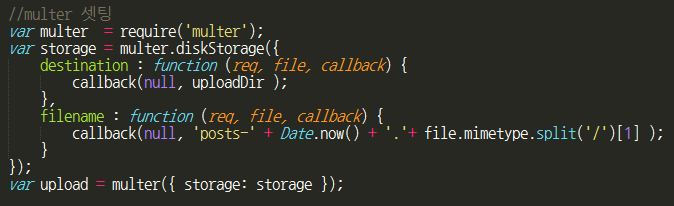 //multer 셋팅
var multer  = require('multer');
var storage = multer.diskStorage({
    destination : function (req, file, callback) {
        callback(null, uploadDir );
    },
    filename : function (req, file, callback) {
        callback(null, 'posts-' + Date.now() + '.'+ file.mimetype.split('/')[1] );
    }
});
var upload = multer({ storage: storage });